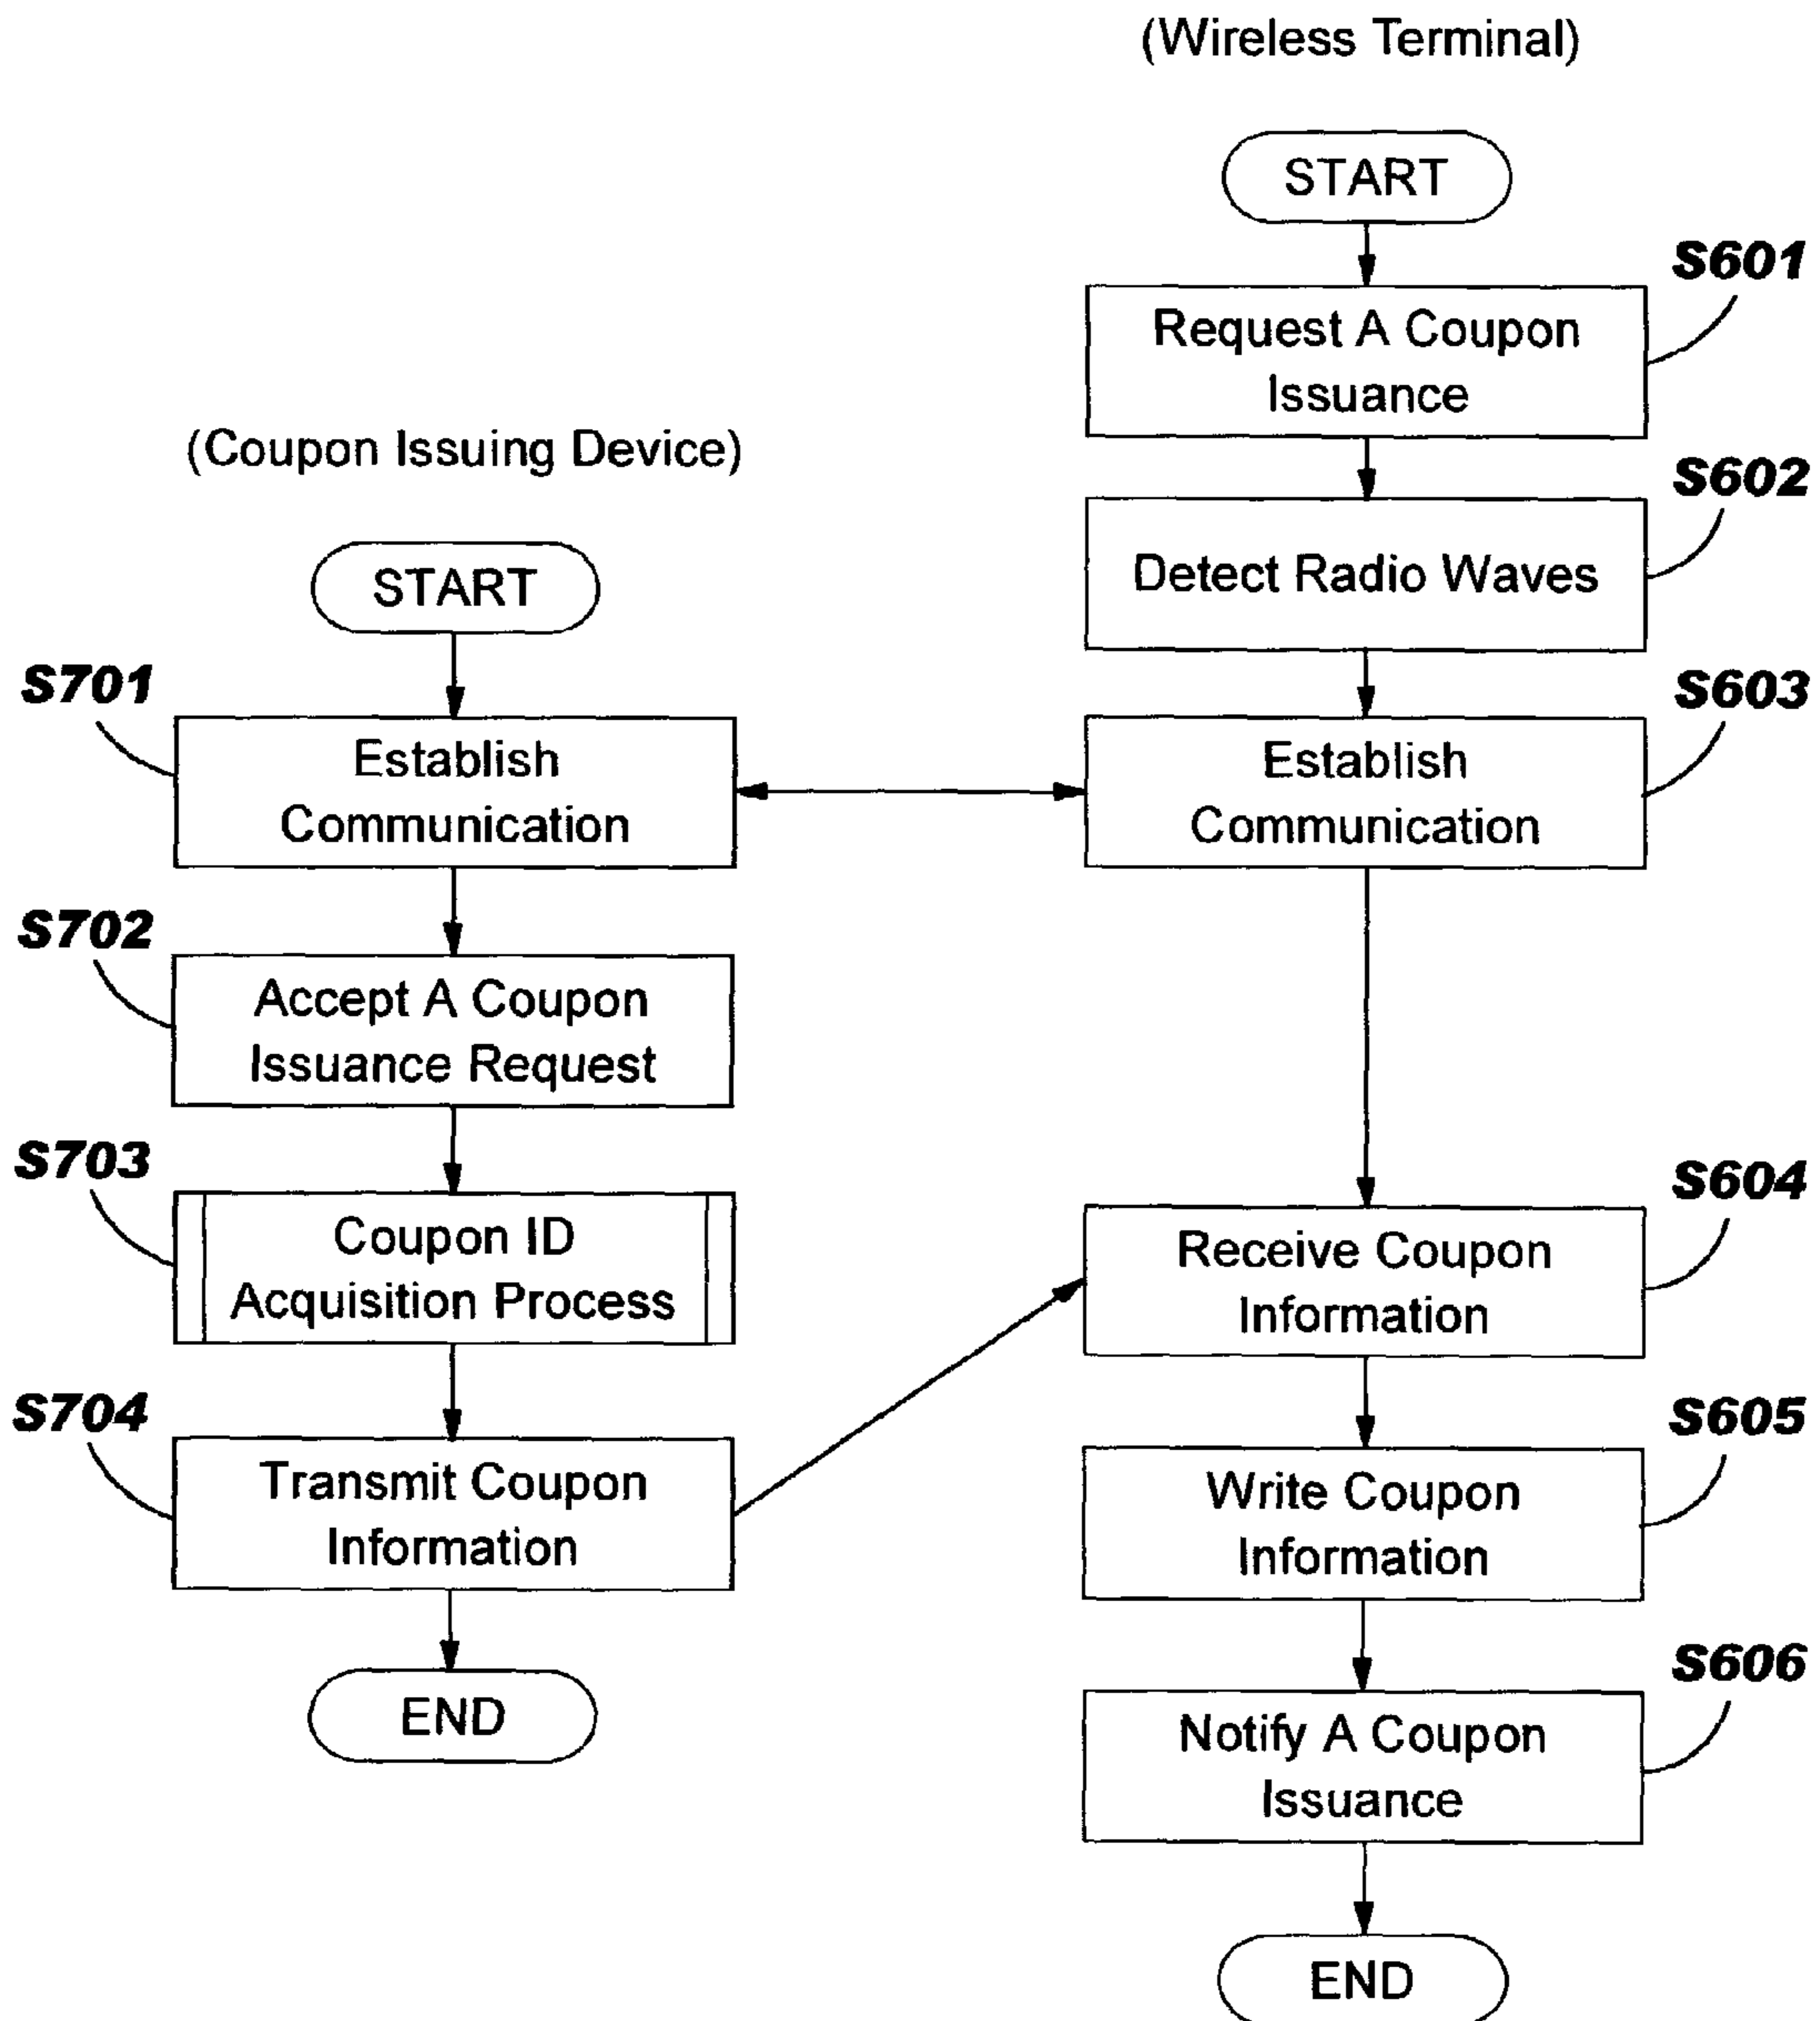 (Wireless Terminal)
START
S601
Request A Coupon
Issuance
S602
Detect Radio Waves
S603
Establish
Communication
S604
Receive Coupon
Information
S605
Write Coupon
Information
S606
Notify A Coupon
Issuance
END
(Coupon Issuing Device)
START
S701
Establish
Communication
S702
Accept A Coupon
Issuance Request
S703
Coupon ID
Acquisition Process
S704
Transmit Coupon
Information
END